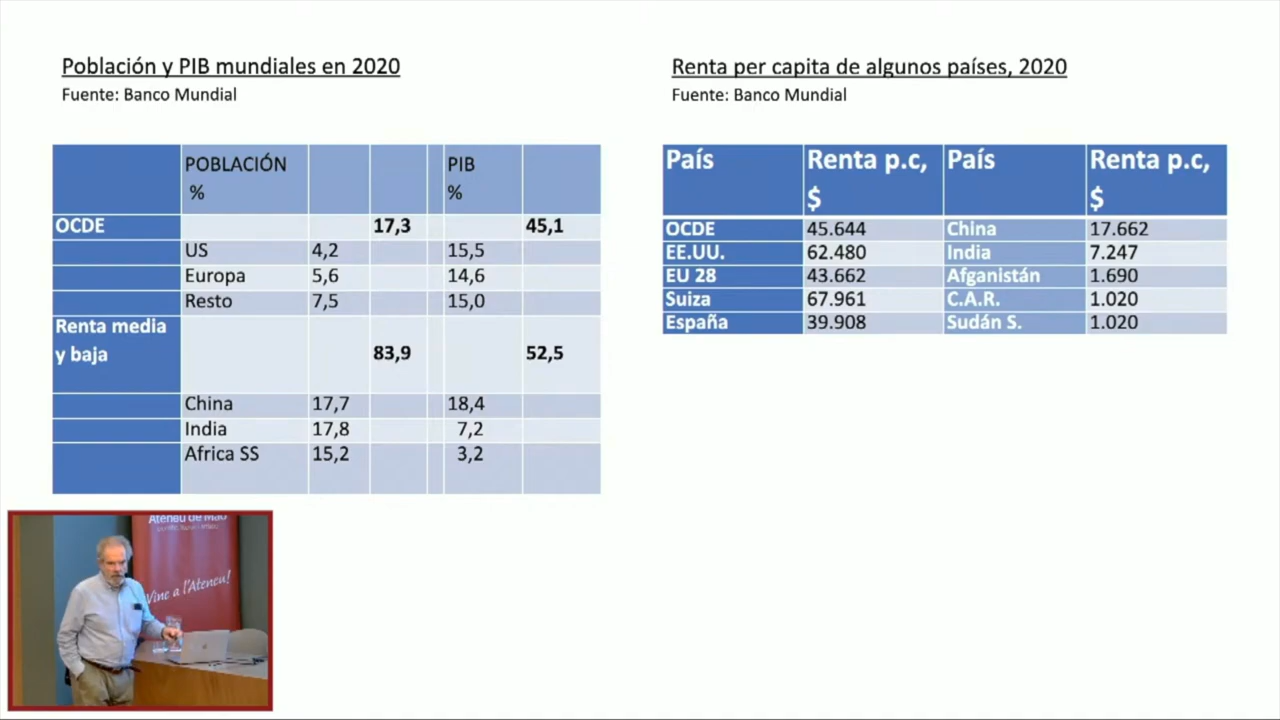 Población y PIB mundiales en 2020
Fuente: Banco Mundial
POBLACIÓN % PIB %
OCDE 17,3 45,1
US 4,2 15,5
Europa 5,6 14,6
Resto 7,5 15,0
Renta media y baja 83,9 52,5
China 17,7 18,4
India 17,8 7,2
Africa SS 15,2 3,2
Renta per capita de algunos países, 2020
Fuente: Banco Mundial
País Renta p.c, $ País Renta p.c, $
OCDE 45.644 China 17.662
EE.UU. 62.480 India 7.247
EU 28 43.662 Afganistán 1.690
Suiza 67.961 C.A.R. 1.020
España 39.908 Sudán S. 1.020
Ateneu de Maó
Vine a l'Ateneu!